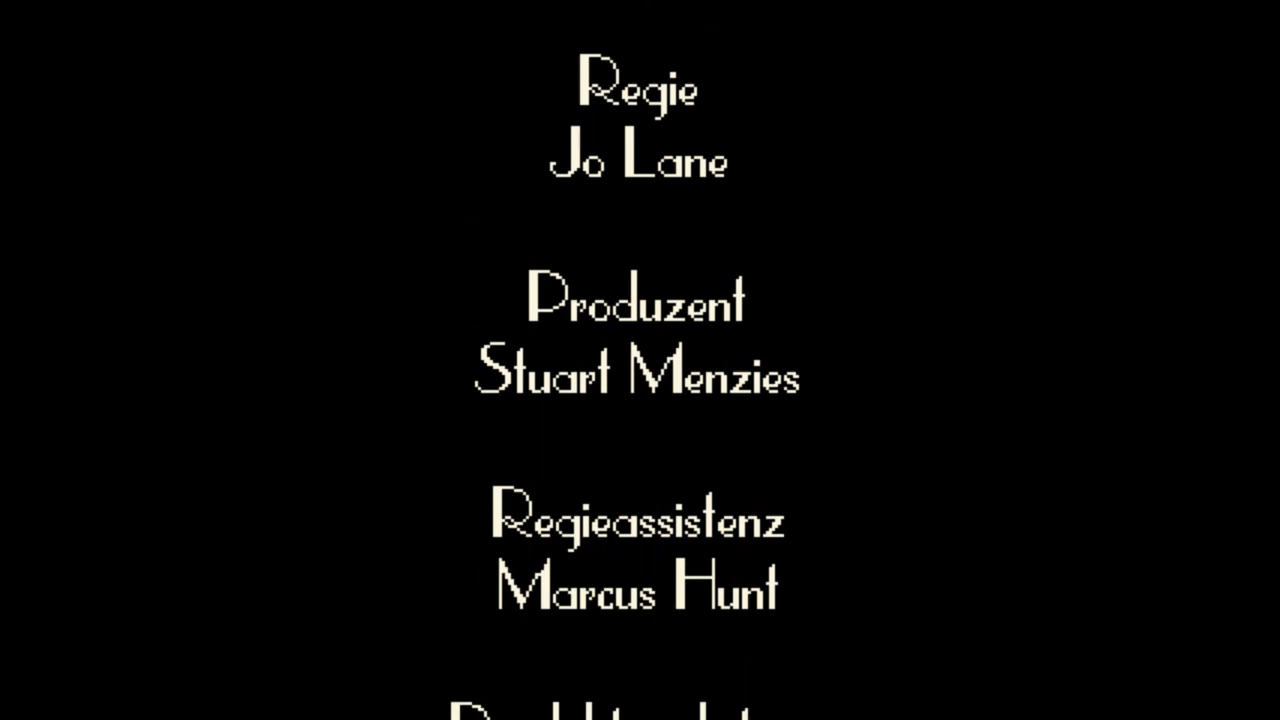 Regie
Jo Lane
Produzent
Stuart Menzies
Regieassistenz
Marcus Hunt